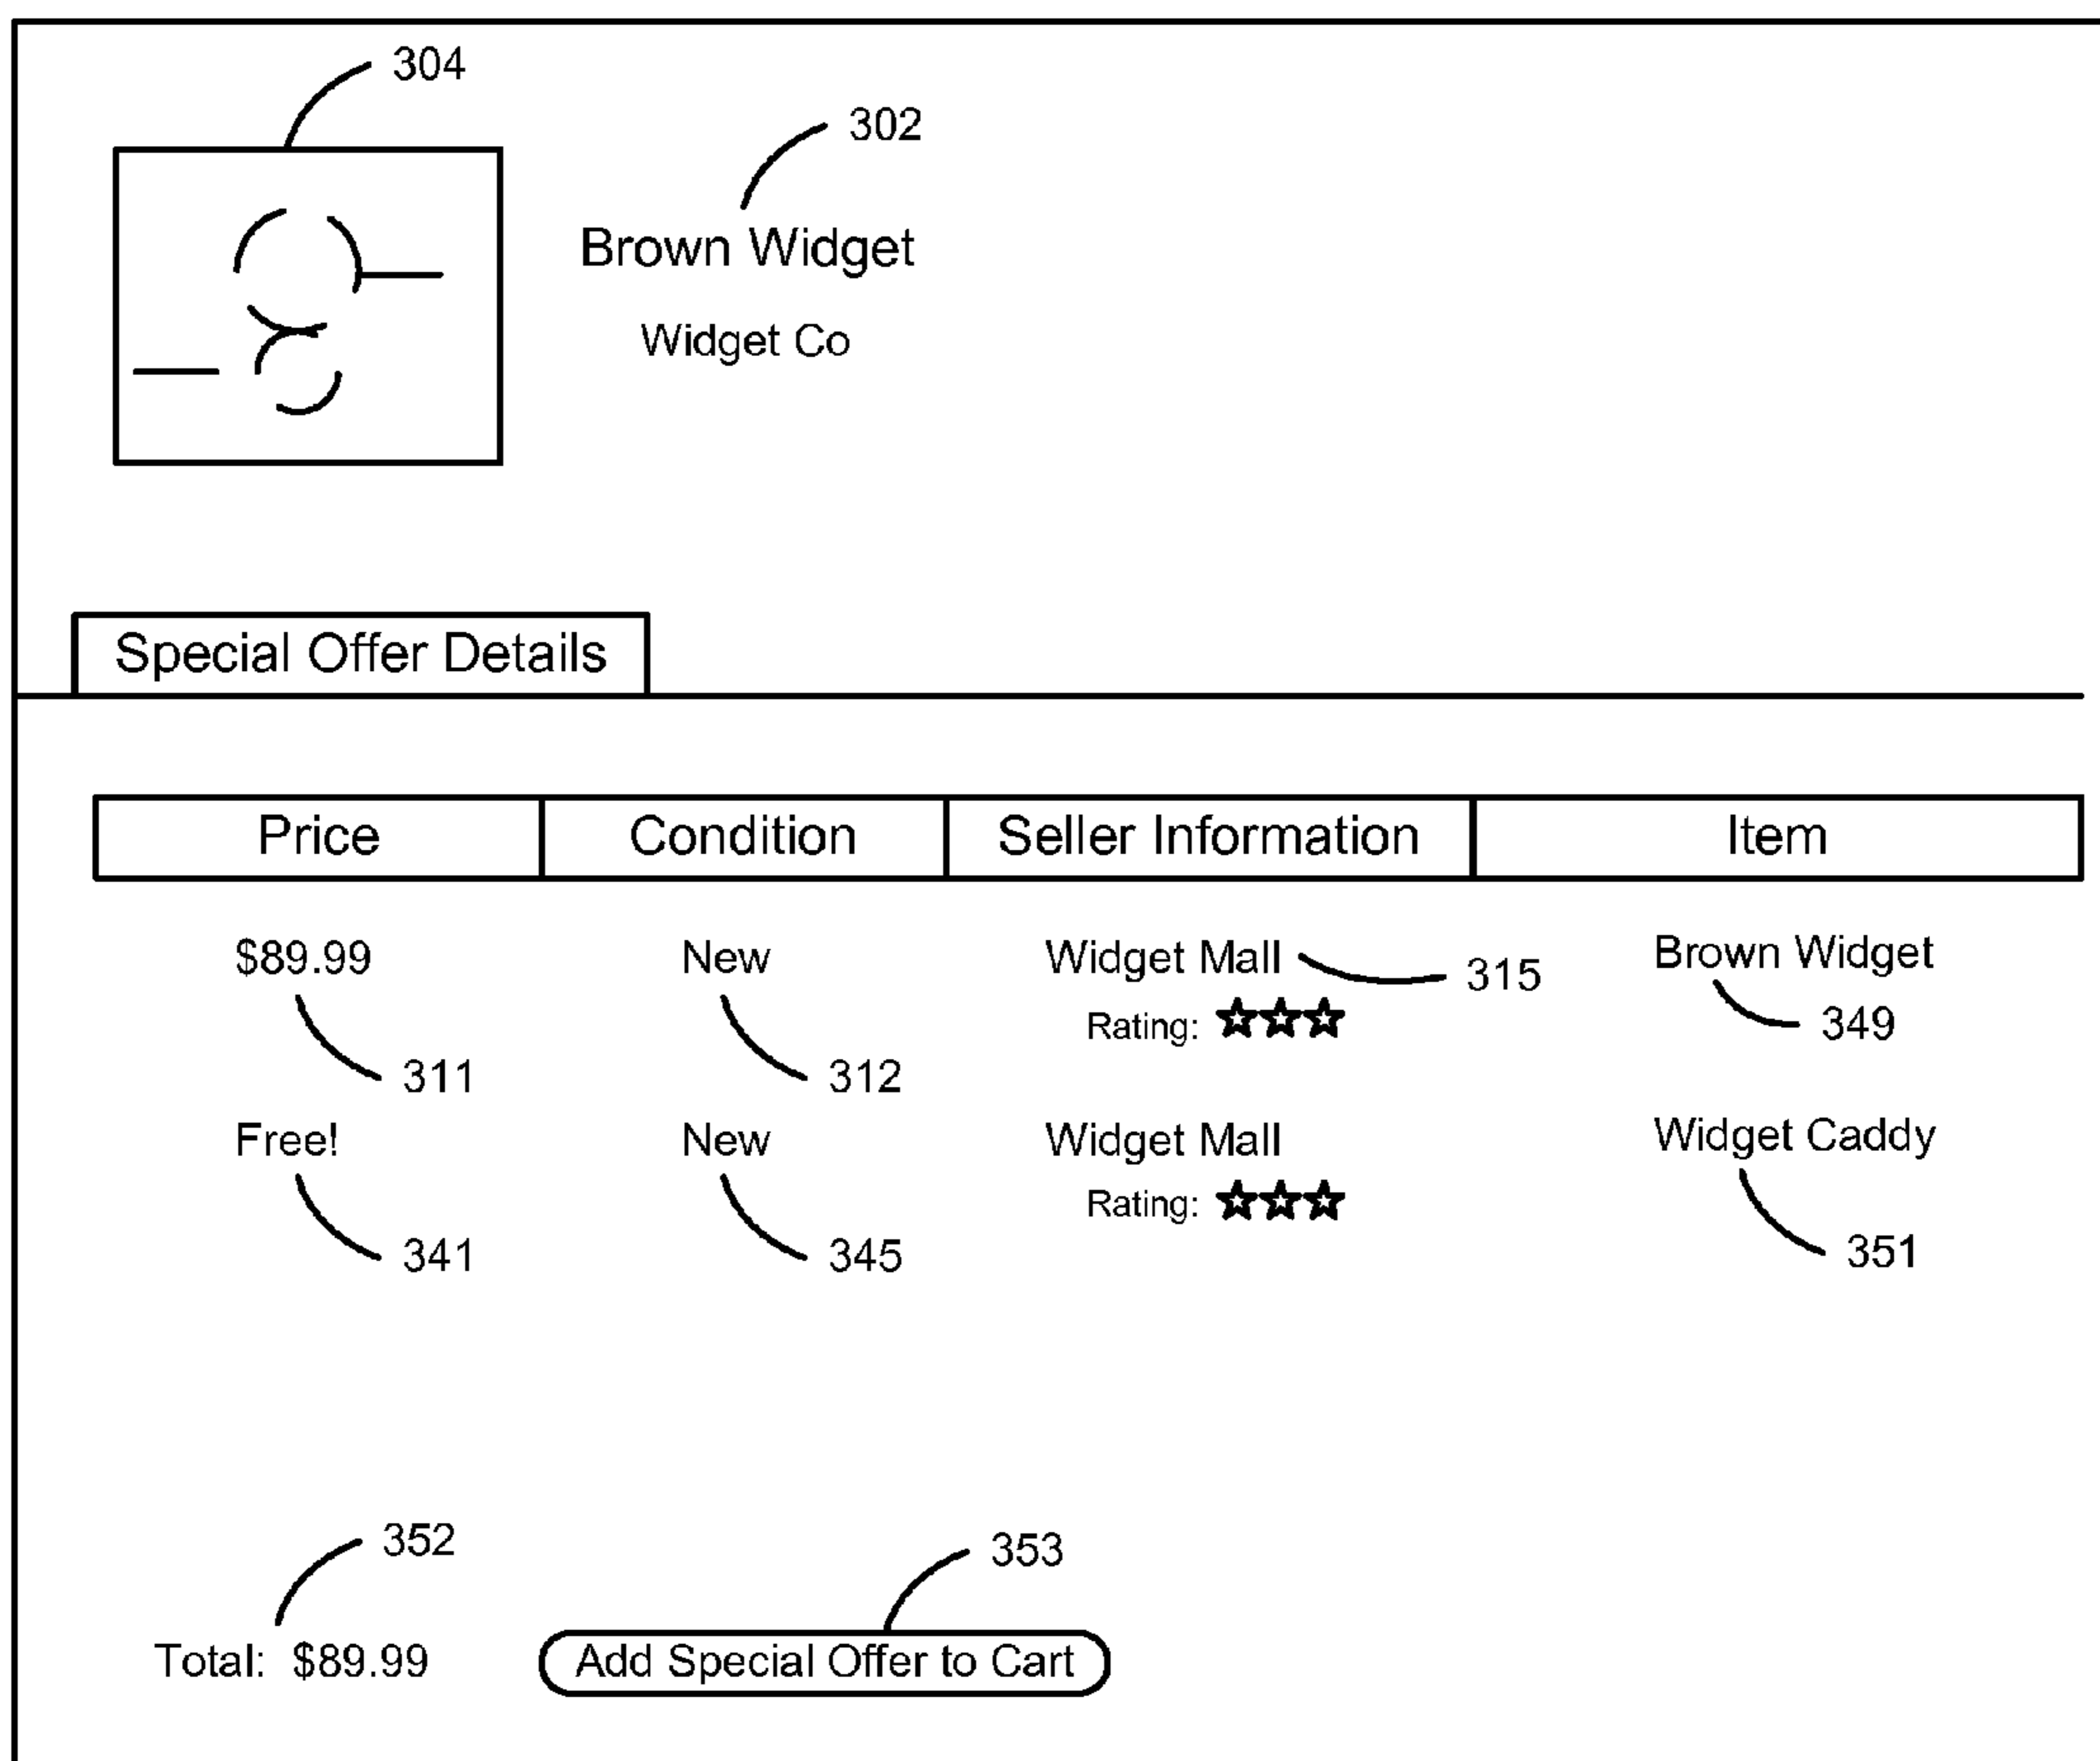 304
302
Brown Widget
Widget Co
Special Offer Details
Price Condition Seller Information Item
$89.99 New Widget Mall 315 Brown Widget
Rating: 349
311 312
Free! New Widget Mall Widget Caddy
Rating:
341 345 351
352 353
Total: $89.99 Add Special Offer to Cart